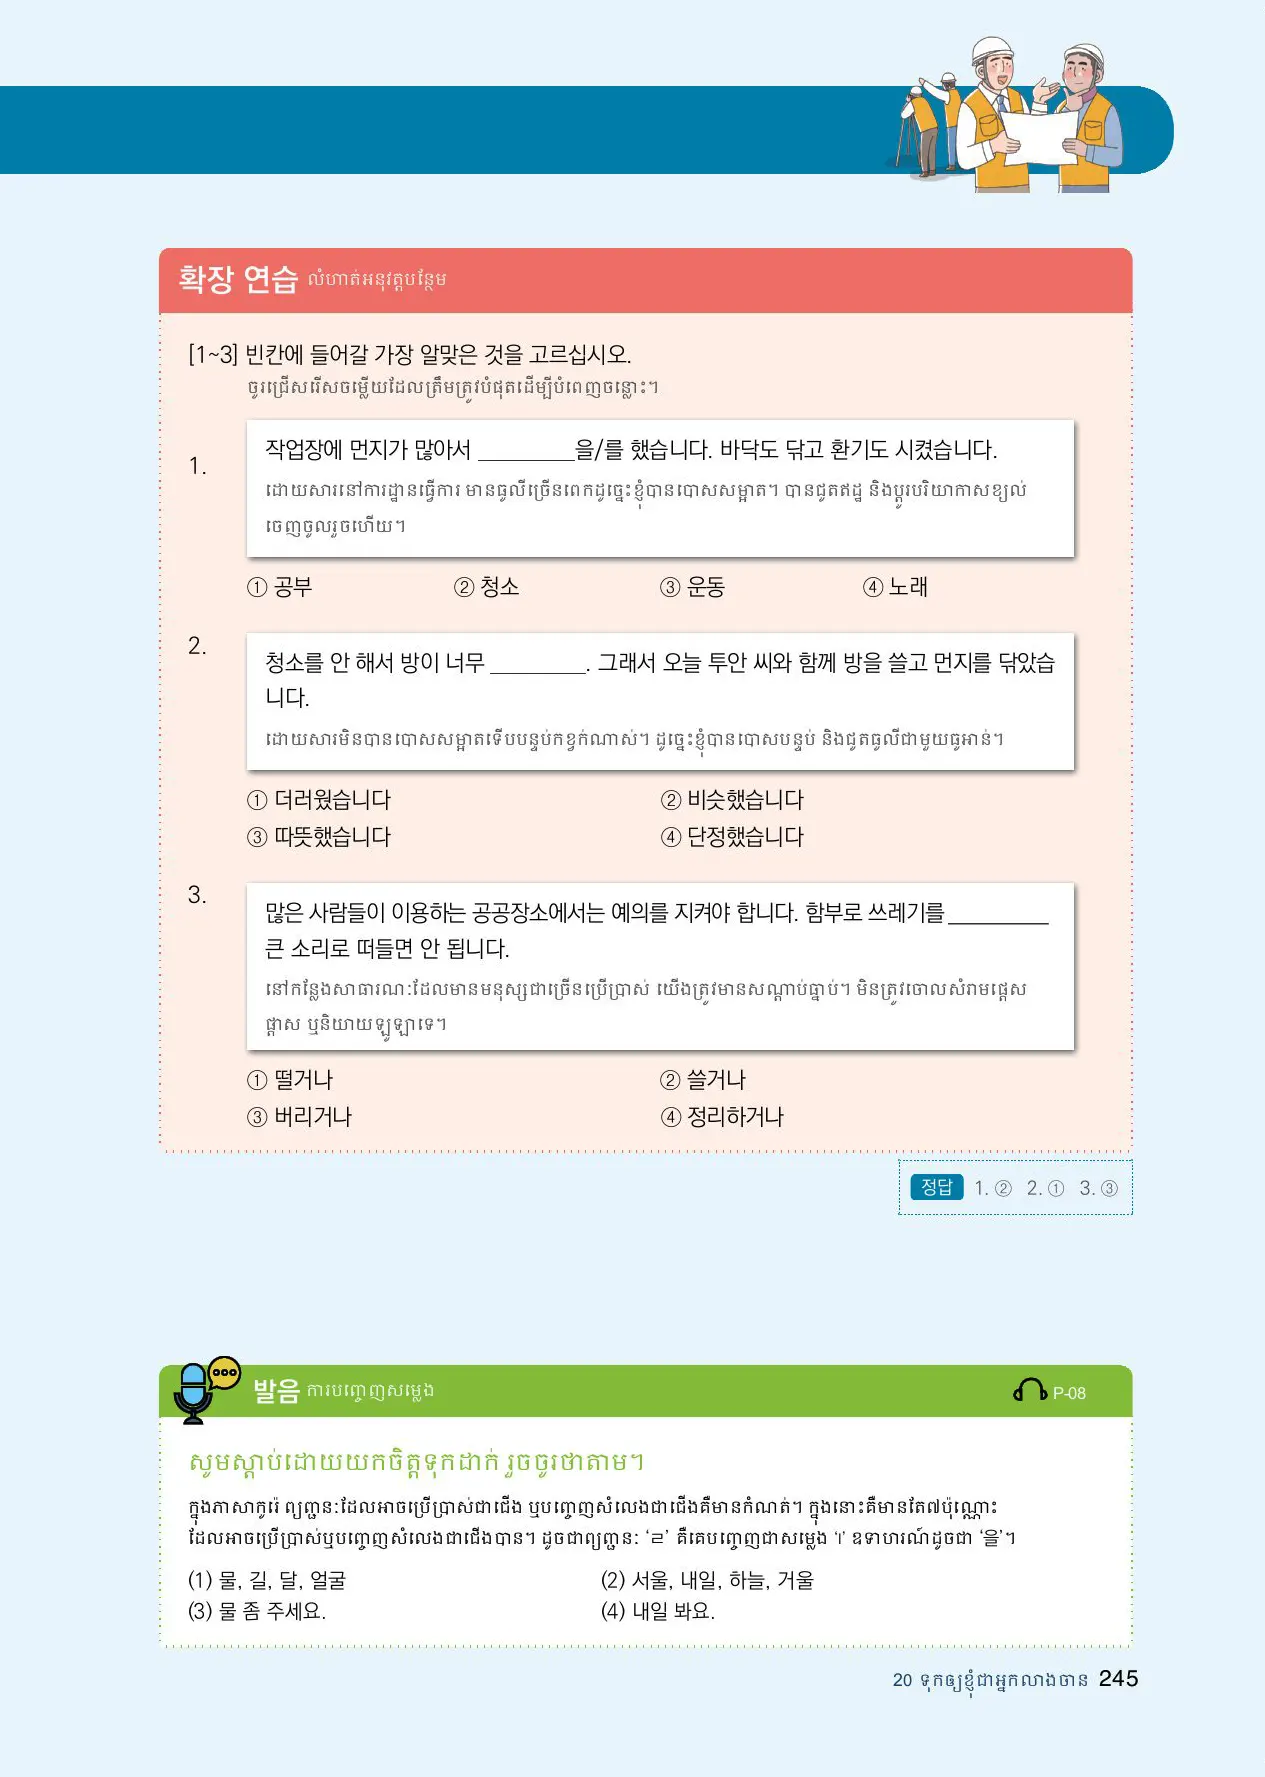 확장 연습 លំហាត់អនុវត្តបន្ថែម
[1~3] 빈칸에 들어갈 가장 알맞은 것을 고르십시오.
ចូរជ្រើសរើសចម្លើយដែលត្រឹមត្រូវបំផុតដើម្បីបំពេញចន្លោះ។
1.
작업장에 먼지가 많아서 ________을/를 했습니다. 바닥도 닦고 환기도 시켰습니다.
ដោយសារនៅការដ្ឋានធ្វើការ មានធូលីច្រើនពេកដូច្នេះខ្ញុំបានបោសសម្អាត។ បានជូតឥដ្ឋ និងប្តូរបរិយាកាសខ្យល់
ចេញចូលរួចហើយ។
① 공부 ② 청소 ③ 운동 ④ 노래
2.
청소를 안 해서 방이 너무 ________. 그래서 오늘 투안 씨와 함께 방을 쓸고 먼지를 닦았습
니다.
ដោយសារមិនបានបោសសម្អាតទើបបន្ទប់កខ្វក់ណាស់។ ដូច្នេះខ្ញុំបានបោសបន្ទប់ និងជូតធូលីជាមួយធូអាន់។
① 더러웠습니다 ② 비슷했습니다
③ 따뜻했습니다 ④ 단정했습니다
3.
많은 사람들이 이용하는 공공장소에서는 예의를 지켜야 합니다. 함부로 쓰레기를 ________
큰 소리로 떠들면 안 됩니다.
នៅកន្លែងសាធារណៈដែលមានមនុស្សជាច្រើនប្រើប្រាស់ យើងត្រូវមានសណ្តាប់ធ្នាប់។ មិនត្រូវចោលសំរាមផ្តេស
ផ្តាស ឬនិយាយឡូឡាទេ។
① 떨거나 ② 쓸거나
③ 버리거나 ④ 정리하거나
정답 1. ② 2. ① 3. ③
발음 ការបញ្ចេញសម្លេង P-08
សូមស្តាប់ដោយយកចិត្តទុកដាក់ រួចចូរថាតាម។
ក្នុងភាសាកូរ៉េ ព្យញ្ជនៈដែលអាចប្រើប្រាស់ជាជើង ឬបញ្ចេញសំលេងជាជើងគឺមានកំណត់។ ក្នុងនោះគឺមានតែ៧ប៉ុណ្ណោះ
ដែលអាចប្រើប្រាស់ឬបញ្ចេញសំលេងជាជើងបាន។ ដូចជាព្យញ្ជនៈ ‘ㄹ’ គឺគេបញ្ចេញជាសម្លេង ‘l’ ឧទាហរណ៍ដូចជា ‘을’។
(1) 물, 길, 달, 얼굴 (2) 서울, 내일, 하늘, 거울
(3) 물 좀 주세요. (4) 내일 봐요.
20 ទុកឲ្យខ្ញុំជាអ្នកលាងចាន 245